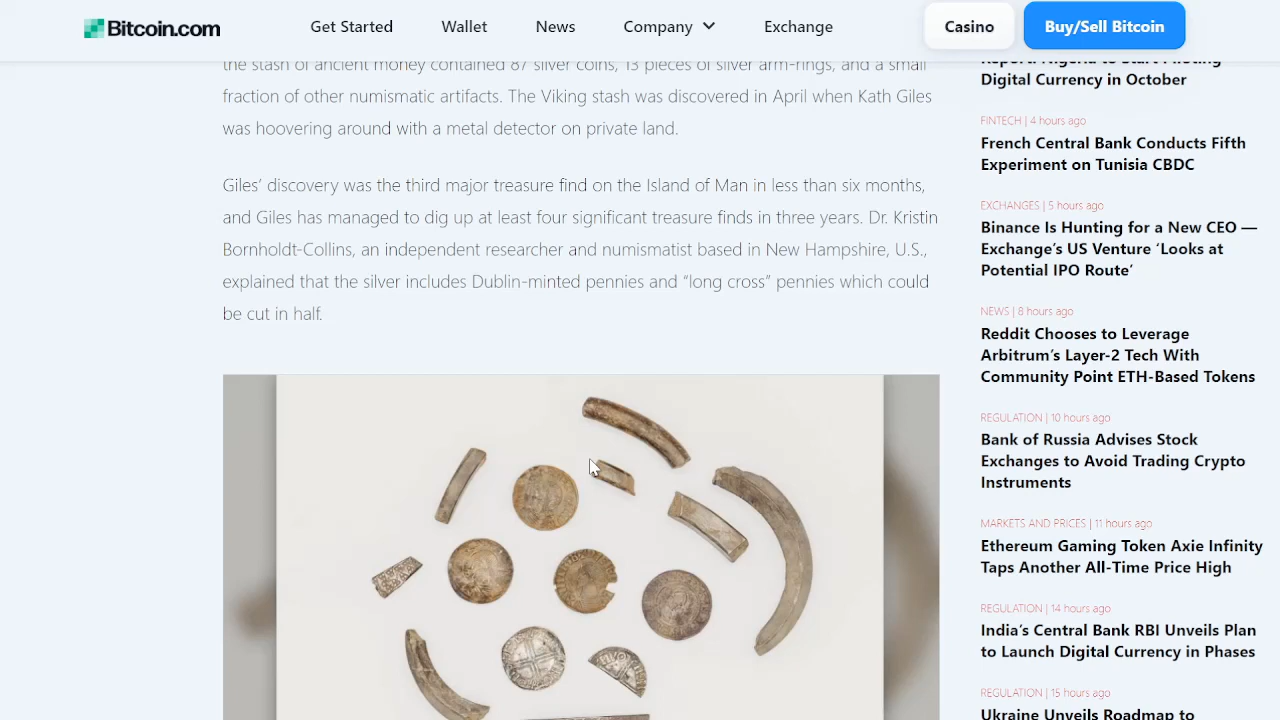 Bitcoin.com
Get Started
Wallet
News
Company
Exchange
Casino
Buy/Sell Bitcoin
the stash of ancient money contained 87 silver coins, 13 pieces of silver arm-rings, and a small
fraction of other numismatic artifacts. The Viking stash was discovered in April when Kath Giles
was hoovering around with a metal detector on private land.
Giles’ discovery was the third major treasure find on the Island of Man in less than six months,
and Giles has managed to dig up at least four significant treasure finds in three years. Dr. Kristin
Bornholdt-Collins, an independent researcher and numismatist based in New Hampshire, U.S.,
explained that the silver includes Dublin-minted pennies and “long cross” pennies which could
be cut in half.
Report: Nigeria to Start Piloting
Digital Currency in October
FINTECH | 4 hours ago
French Central Bank Conducts Fifth
Experiment on Tunisia CBDC
EXCHANGES | 5 hours ago
Binance Is Hunting for a New CEO —
Exchange’s US Venture ‘Looks at
Potential IPO Route’
NEWS | 8 hours ago
Reddit Chooses to Leverage
Arbitrum’s Layer-2 Tech With
Community Point ETH-Based Tokens
REGULATION | 10 hours ago
Bank of Russia Advises Stock
Exchanges to Avoid Trading Crypto
Instruments
MARKETS AND PRICES | 11 hours ago
Ethereum Gaming Token Axie Infinity
Taps Another All-Time Price High
REGULATION | 14 hours ago
India’s Central Bank RBI Unveils Plan
to Launch Digital Currency in Phases
REGULATION | 15 hours ago
Ukraine Unveils Roadmap to